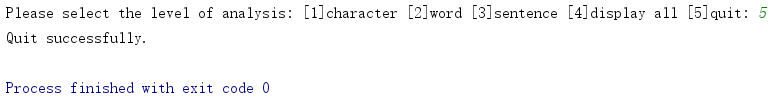 Please select the level of analysis: [1]character [2]word [3]sentence [4]display all [5]quit: 5
Quit successfully.
Process finished with exit code 0